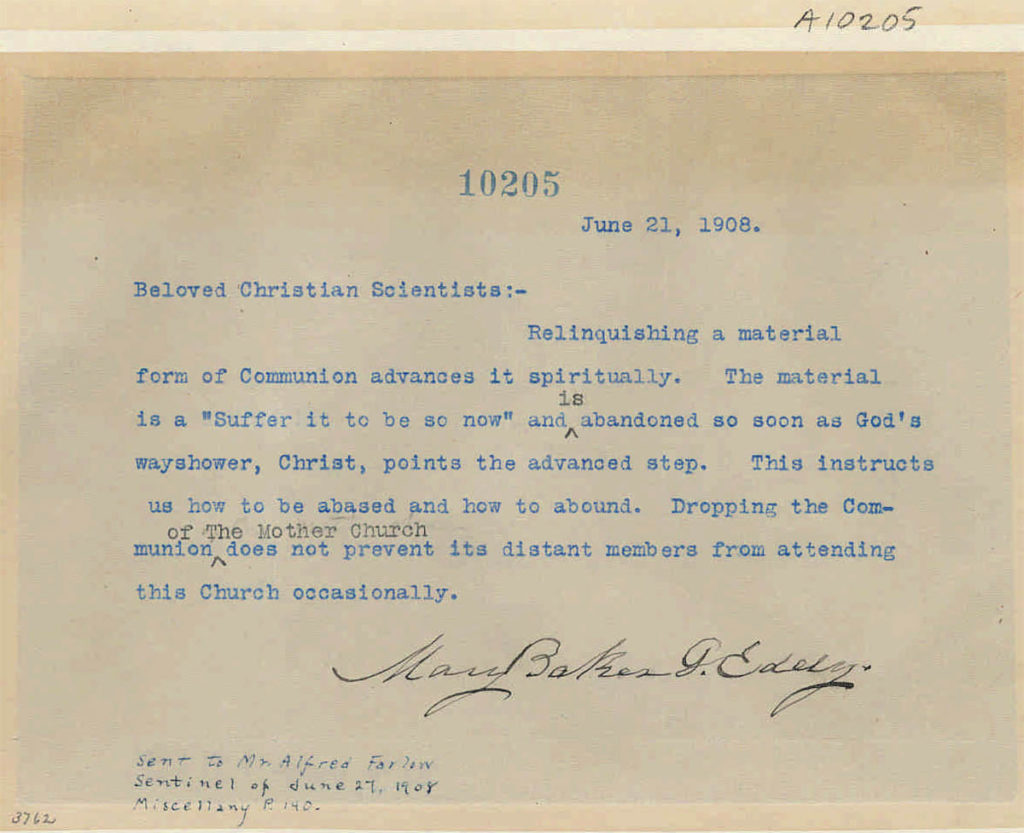 A10205
10205
June 21, 1908.
Beloved Christian Scientists:-
Relinquishing a material
form of Communion advances it spiritually. The material
is
is a "Suffer it to be so now" and ^ abandoned so soon as God's
wayshower, Christ, points the advanced step. This instructs
us how to be abased and how to abound. Dropping the Com-
of The Mother Church
munion ^ does not prevent its distant members from attending
this Church occasionally.
Mary Baker G. Eddy.
Sent to Mr. Alfred Farlow
Sentinel of June 27, 1908
Miscellany P. 140.
3762